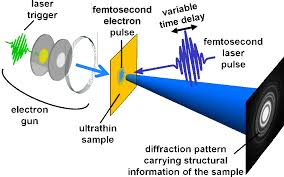 laser
trigger
electron
gun
femtosecond
electron
pulse
variable
time delay
femtosecond
laser
pulse
ultrathin
sample
diffraction pattern
carrying structural
information of the sample